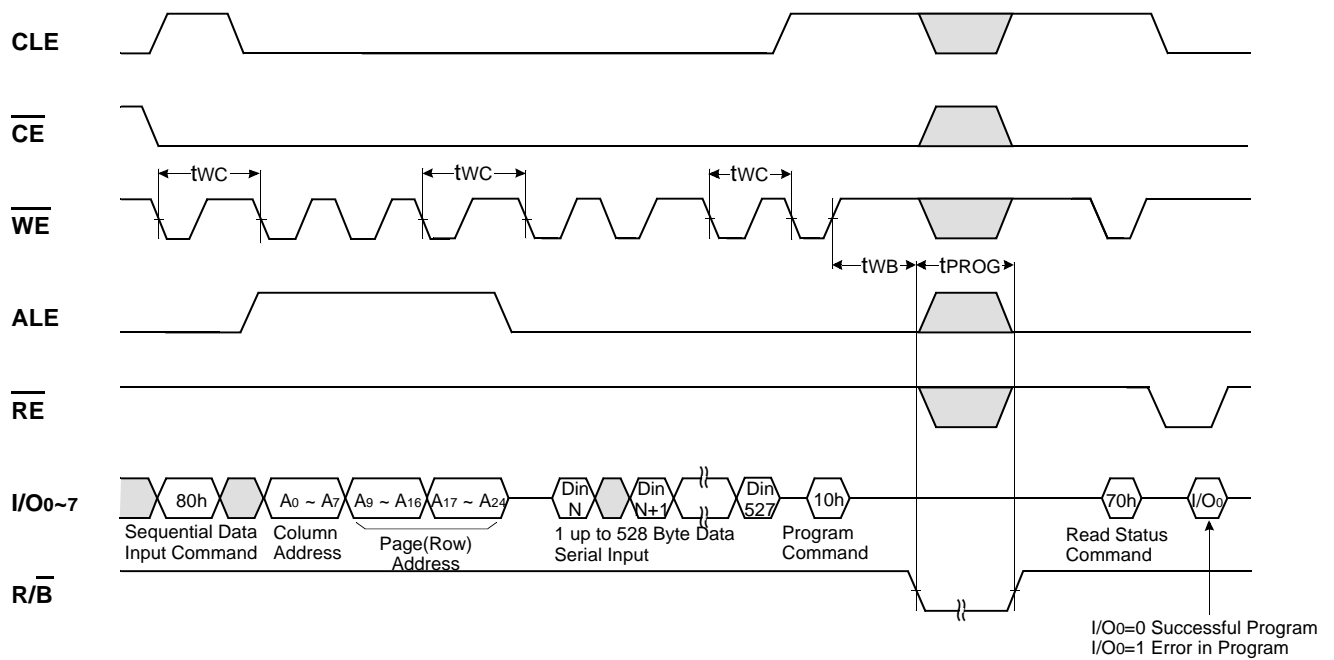 CLE
CE
tWC
tWC
tWC
WE
tWB
tPROG
ALE
RE
I/O0~7
80h
A0 ~ A7
A9 ~ A16
A17 ~ A24
Din
N
Din
N+1
Din
527
10h
70h
I/O0
Sequential Data
Input Command
Column
Address
Page(Row)
Address
1 up to 528 Byte Data
Serial Input
Program
Command
Read Status
Command
R/B
I/O0=0 Successful Program
I/O0=1 Error in Program